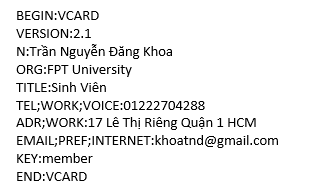 BEGIN:VCARD
VERSION:2.1
N:Trần Nguyễn Đăng Khoa
ORG:FPT University
TITLE:Sinh Viên
TEL;WORK;VOICE:01222704288
ADR;WORK:17 Lê Thị Riêng Quận 1 HCM
EMAIL;PREF;INTERNET:khoatnd@gmail.com
KEY:member
END:VCARD